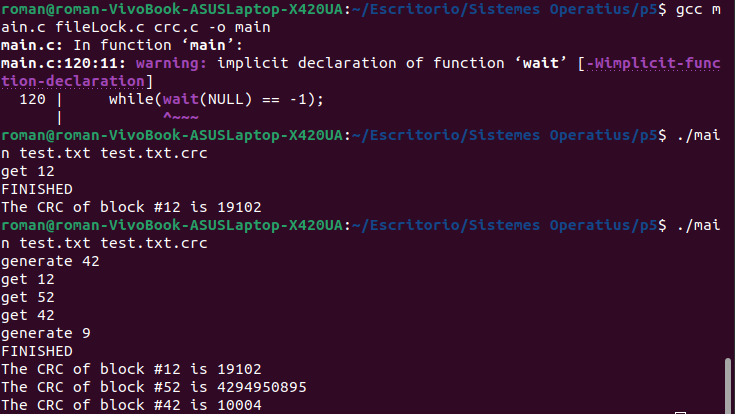 roman@roman-VivoBook-ASUSLaptop-X420UA:~/Escritorio/Sistemes Operatius/p5$ gcc m
ain.c fileLock.c crc.c -o main
main.c: In function ‘main’:
main.c:120:11: warning: implicit declaration of function ‘wait’ [-Wimplicit-func
tion-declaration]
  120 |     while(wait(NULL) == -1);
      |           ^~~~
roman@roman-VivoBook-ASUSLaptop-X420UA:~/Escritorio/Sistemes Operatius/p5$ ./mai
n test.txt test.txt.crc
get 12
FINISHED
The CRC of block #12 is 19102
roman@roman-VivoBook-ASUSLaptop-X420UA:~/Escritorio/Sistemes Operatius/p5$ ./mai
n test.txt test.txt.crc
generate 42
get 12
get 52
get 42
generate 9
FINISHED
The CRC of block #12 is 19102
The CRC of block #52 is 4294950895
The CRC of block #42 is 10004